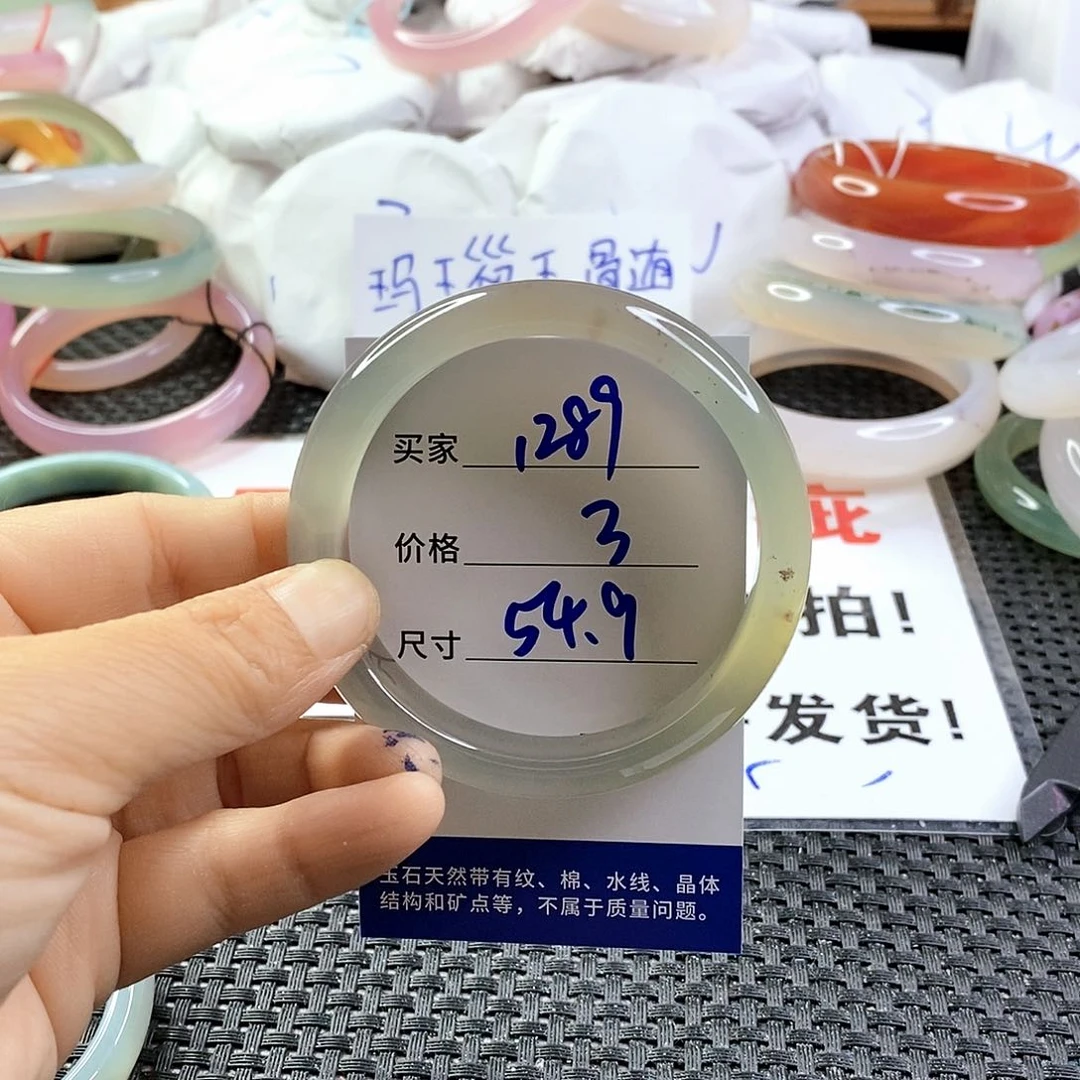 玛瑙
买家 1289
价格 3
尺寸 54.9
疵
拍!
发货!
玉石天然带有纹、棉、水线、晶体
结构和矿点等,不属于质量问题。